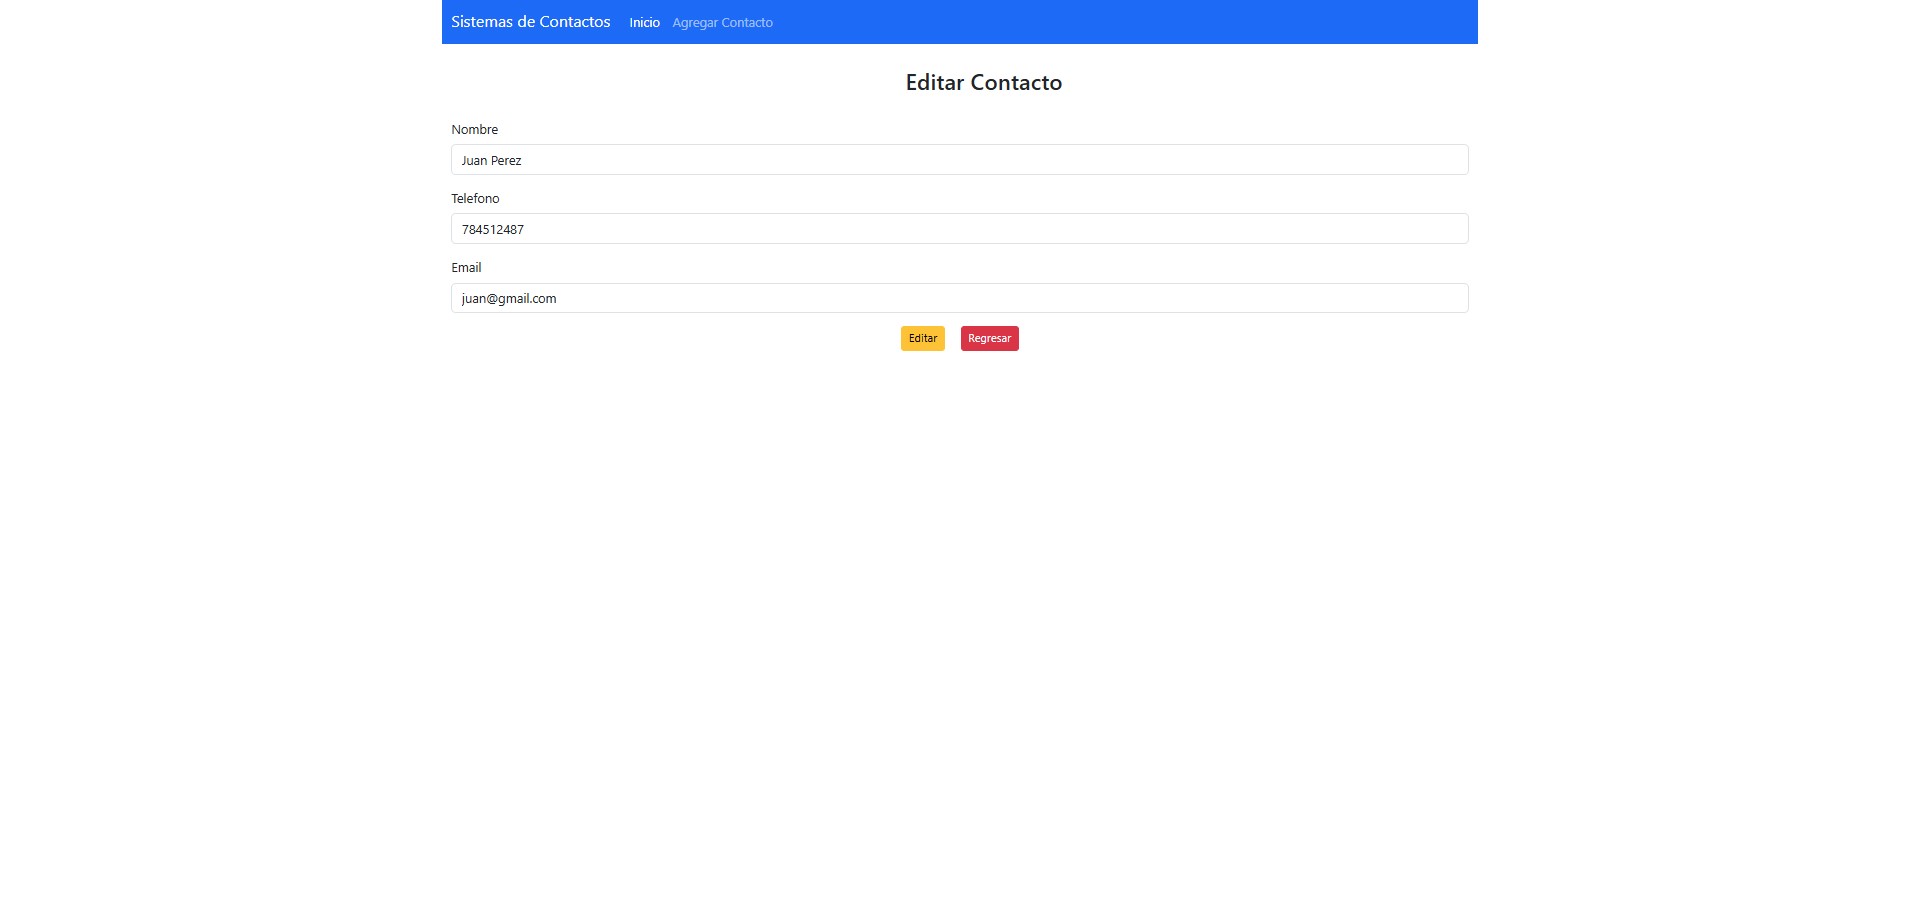 Sistemas de Contactos Inicio Agregar Contacto
Editar Contacto
Nombre
Juan Perez
Telefono
784512487
Email
juan@gmail.com
Editar Regresar